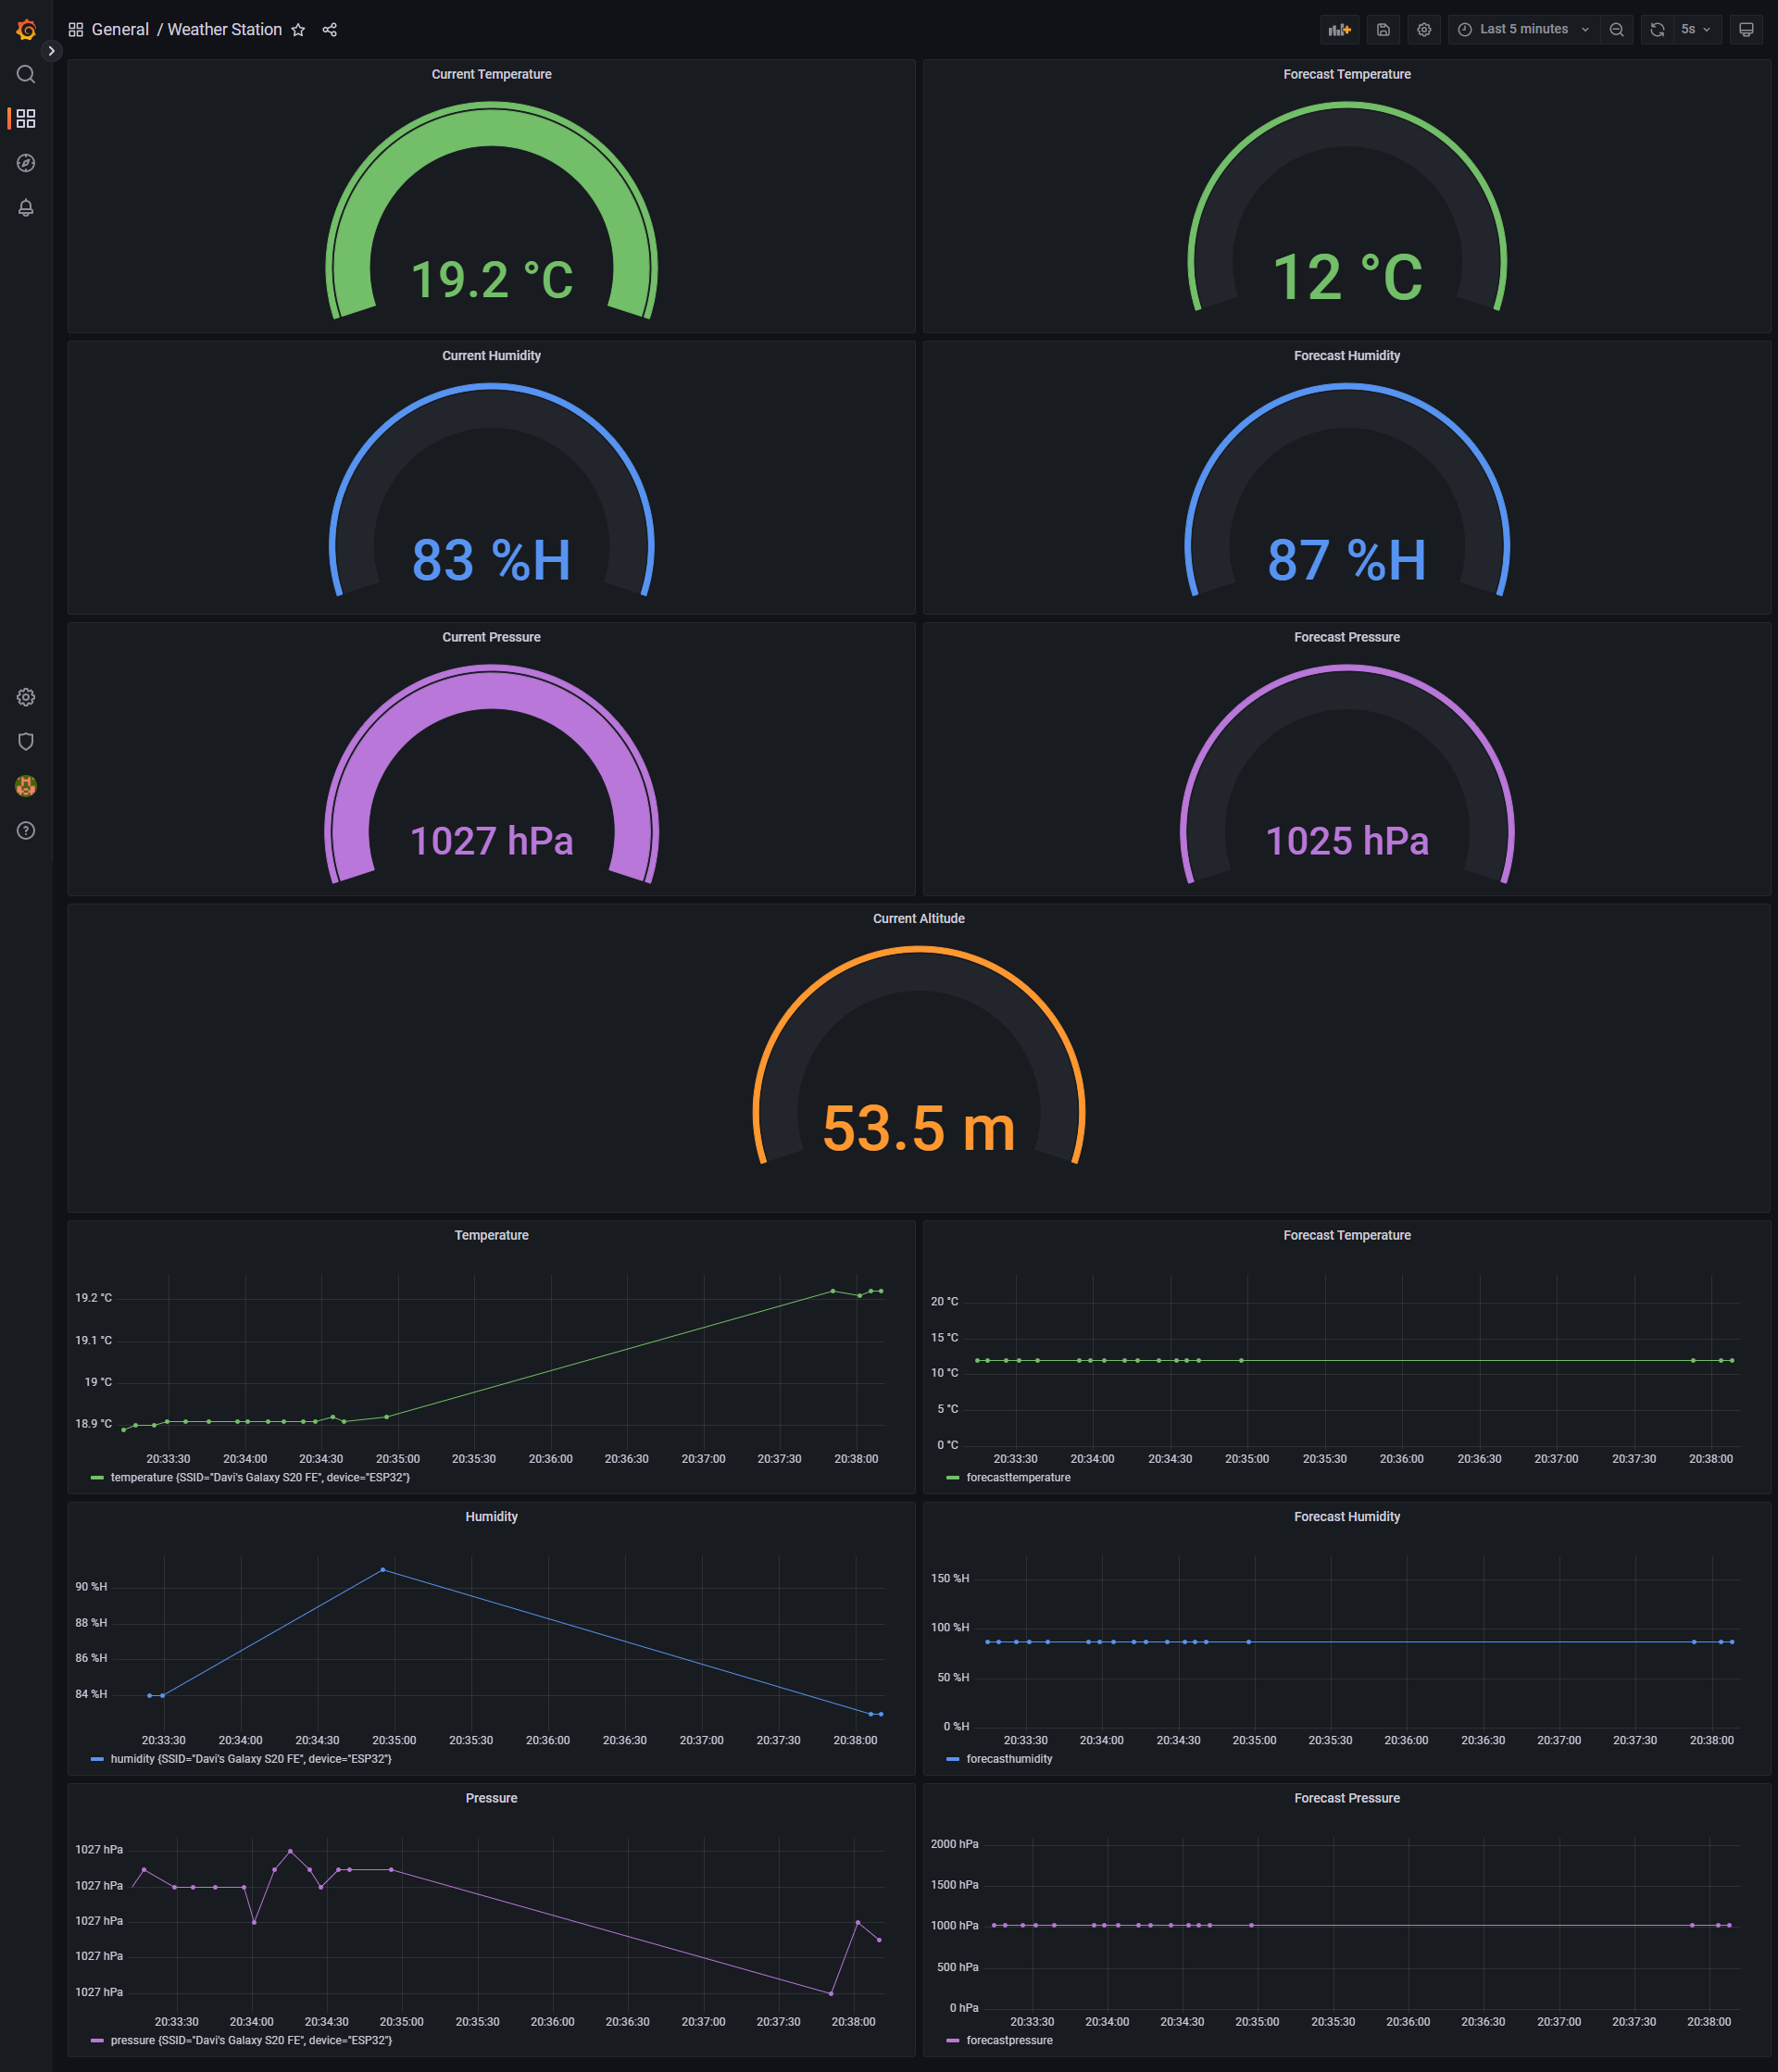 General / Weather Station
Last 5 minutes
5s
Current Temperature
19.2 °C
Forecast Temperature
12 °C
Current Humidity
83 %H
Forecast Humidity
87 %H
Current Pressure
1027 hPa
Forecast Pressure
1025 hPa
Current Altitude
53.5 m
Temperature
19.2 °C
19.1 °C
19 °C
18.9 °C
20:33:30 20:34:00 20:34:30 20:35:00 20:35:30 20:36:00 20:36:30 20:37:00 20:37:30 20:38:00
temperature {SSID="Davi's Galaxy S20 FE", device="ESP32"}
Forecast Temperature
20 °C
15 °C
10 °C
5 °C
0 °C
20:33:30 20:34:00 20:34:30 20:35:00 20:35:30 20:36:00 20:36:30 20:37:00 20:37:30 20:38:00
forecasttemperature
Humidity
90 %H
88 %H
86 %H
84 %H
20:33:30 20:34:00 20:34:30 20:35:00 20:35:30 20:36:00 20:36:30 20:37:00 20:37:30 20:38:00
humidity {SSID="Davi's Galaxy S20 FE", device="ESP32"}
Forecast Humidity
150 %H
100 %H
50 %H
0 %H
20:33:30 20:34:00 20:34:30 20:35:00 20:35:30 20:36:00 20:36:30 20:37:00 20:37:30 20:38:00
forecasthumidity
Pressure
1027 hPa
1027 hPa
1027 hPa
1027 hPa
1027 hPa
20:33:30 20:34:00 20:34:30 20:35:00 20:35:30 20:36:00 20:36:30 20:37:00 20:37:30 20:38:00
pressure {SSID="Davi's Galaxy S20 FE", device="ESP32"}
Forecast Pressure
2000 hPa
1500 hPa
1000 hPa
500 hPa
0 hPa
20:33:30 20:34:00 20:34:30 20:35:00 20:35:30 20:36:00 20:36:30 20:37:00 20:37:30 20:38:00
forecastpressure